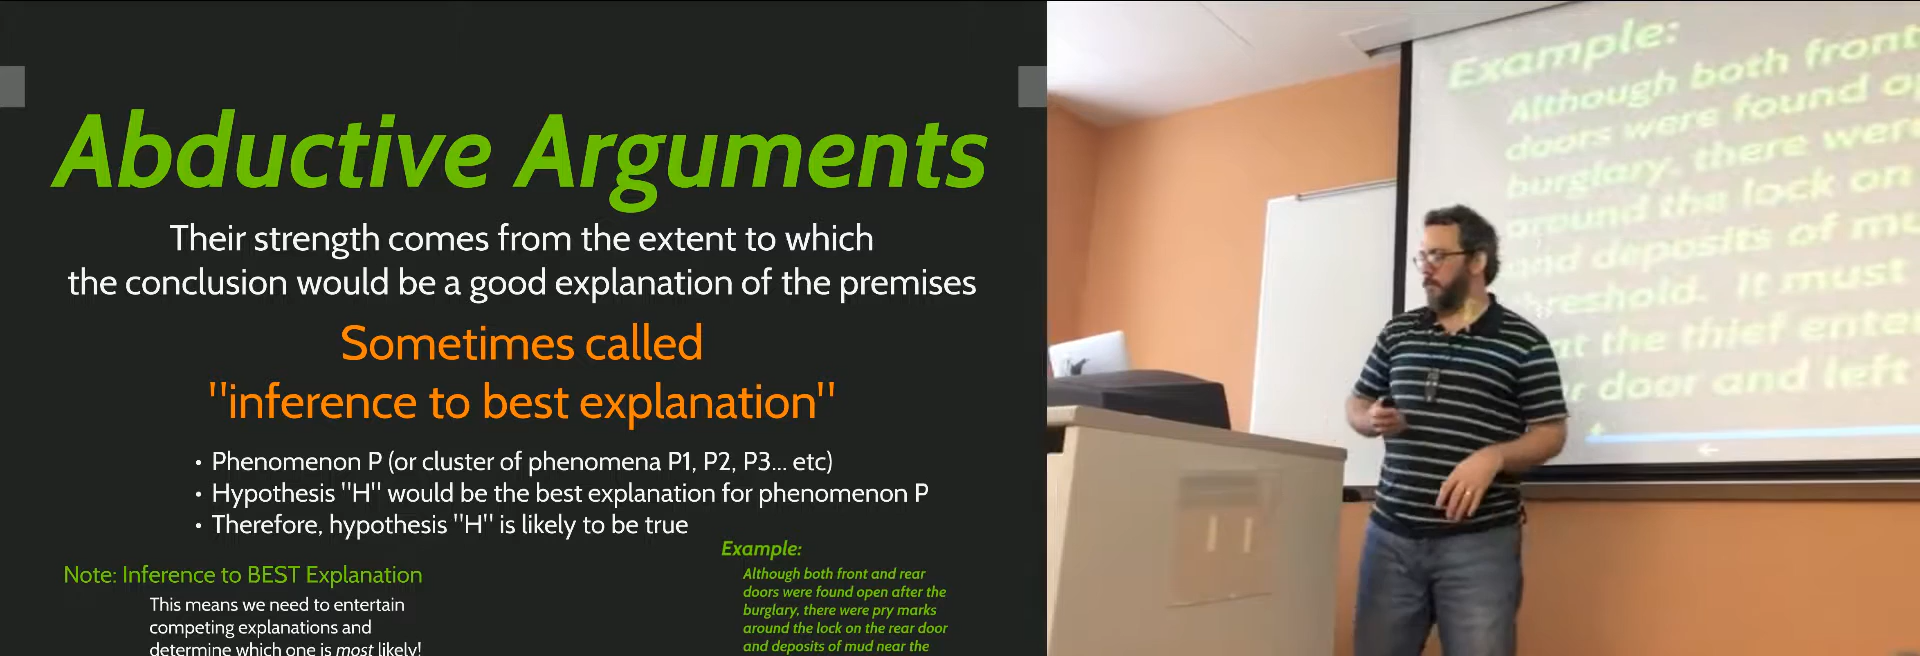 Abductive Arguments
Their strength comes from the extent to which
the conclusion would be a good explanation of the premises
Sometimes called
"inference to best explanation"
• Phenomenon P (or cluster of phenomena P1, P2, P3... etc)
• Hypothesis "H" would be the best explanation for phenomenon P
• Therefore, hypothesis "H" is likely to be true
Note: Inference to BEST Explanation
This means we need to entertain
competing explanations and
determine which one is most likely!
Example:
Although both front and rear
doors were found open after the
burglary, there were pry marks
around the lock on the rear door
and deposits of mud near the
Example:
Although both front
doors were found op
burglary, there were
around the lock on
and deposits of mu
threshold. It must
at the thief ente
r door and left